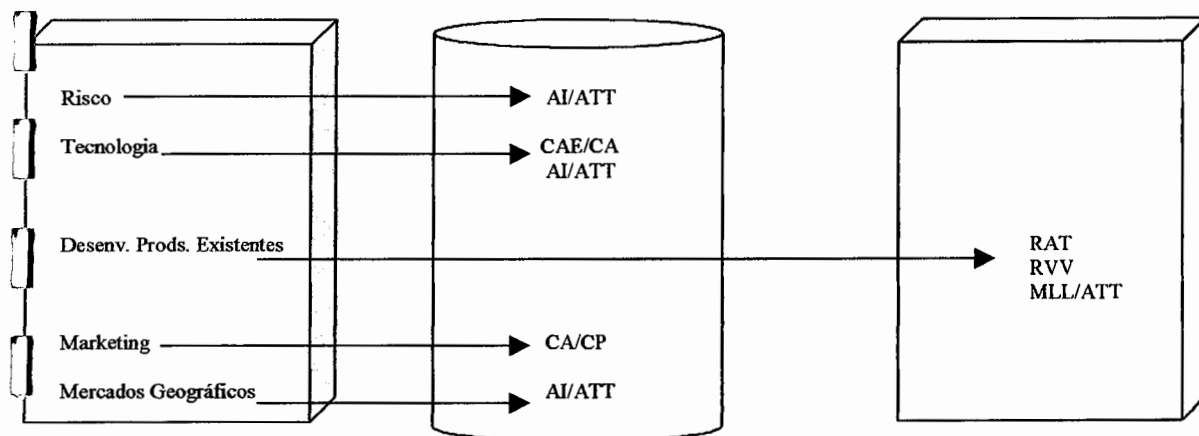 Risco
AI/ATT
Tecnologia
CAE/CA
AI/ATT
Desenv. Prods. Existentes
RAT
RVV
MLL/ATT
Marketing
CA/CP
Mercados Geográficos
AI/ATT